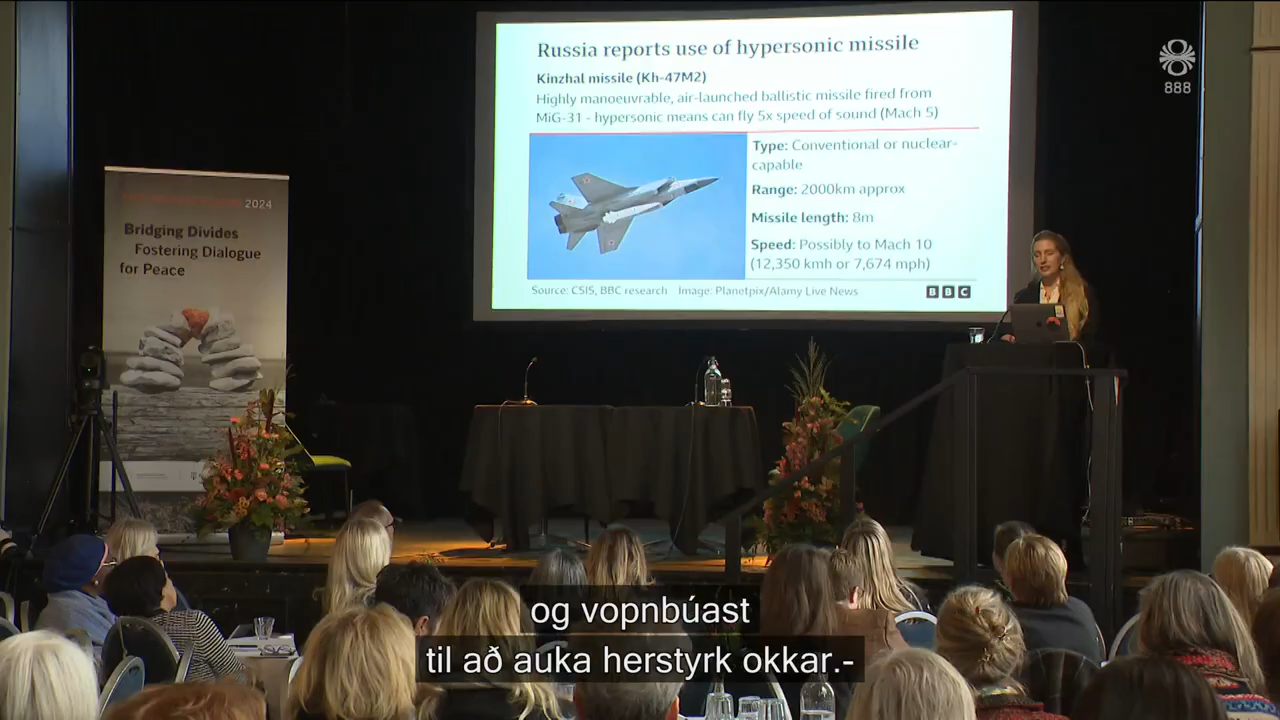 Russia reports use of hypersonic missile
Kinzhal missile (Kh-47M2)
Highly manoeuvrable, air-launched ballistic missile fired from
MiG-31 - hypersonic means can fly 5x speed of sound (Mach 5)
Type: Conventional or nuclear-
capable
Range: 2000km approx
Missile length: 8m
Speed: Possibly to Mach 10
(12,350 kmh or 7,674 mph)
Source: CSIS, BBC research Image: Planetpix/Alamy Live News
BBC
888
2024
Bridging Divides
Fostering Dialogue
for Peace
og vopnbúast
til að auka herstyrk okkar.-